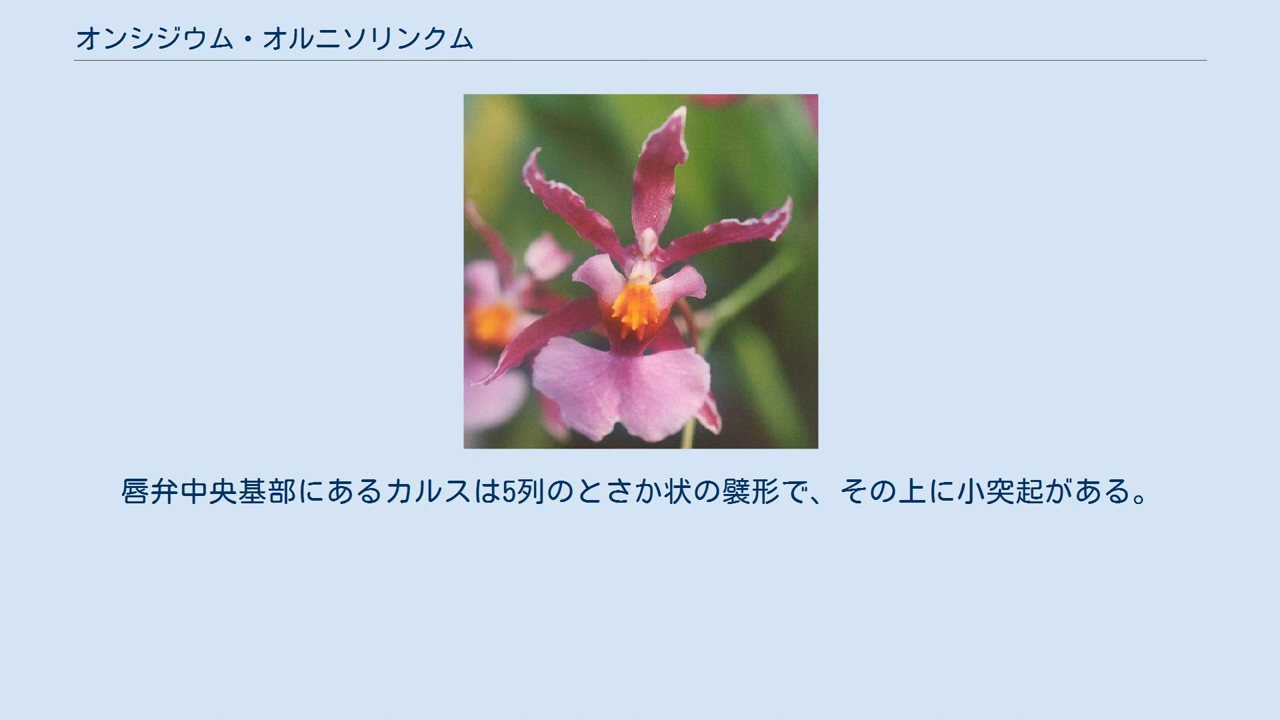 オンシジウム・オルニソリンクム
唇弁中央基部にあるカルスは5列のとさか状の襞形で、その上に小突起がある。